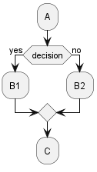 A
yes
decision
no
B1
B2
C